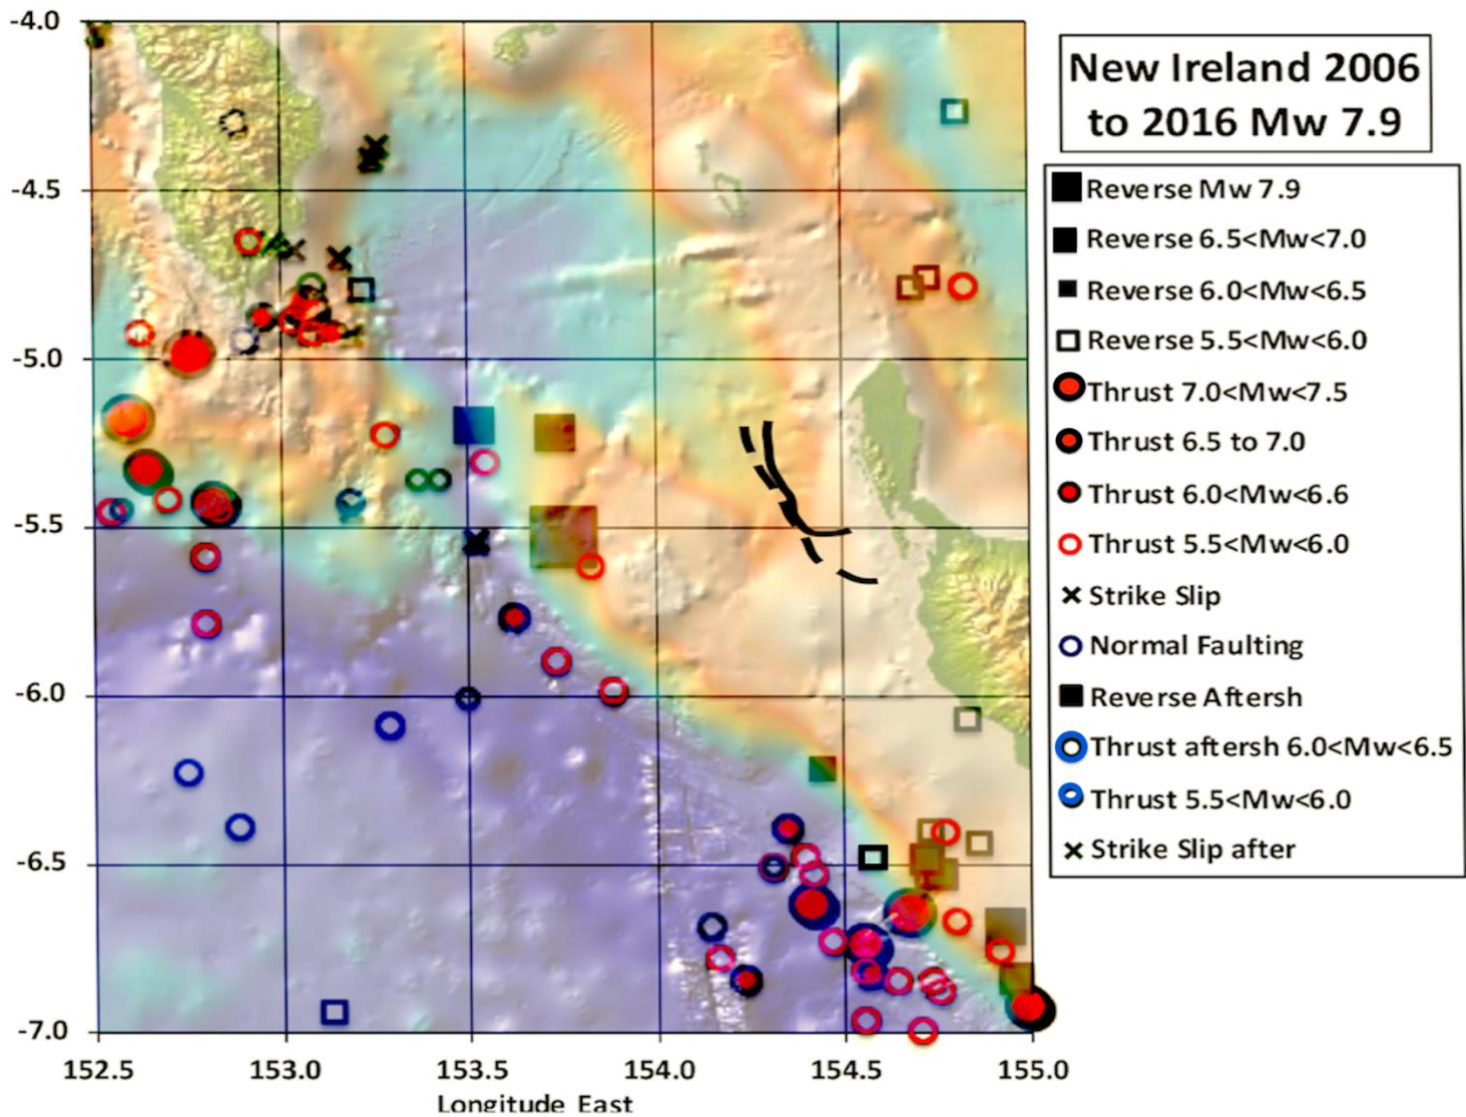 -4.0
-4.5
-5.0
-5.5
-6.0
-6.5
-7.0
152.5 153.0 153.5 154.0 154.5 155.0
Longitude East
New Ireland 2006
to 2016 Mw 7.9
Reverse Mw 7.9
Reverse 6.5<Mw<7.0
Reverse 6.0<Mw<6.5
Reverse 5.5<Mw<6.0
Thrust 7.0<Mw<7.5
Thrust 6.5 to 7.0
Thrust 6.0<Mw<6.6
Thrust 5.5<Mw<6.0
Strike Slip
Normal Faulting
Reverse Aftersh
Thrust aftersh 6.0<Mw<6.5
Thrust 5.5<Mw<6.0
Strike Slip after